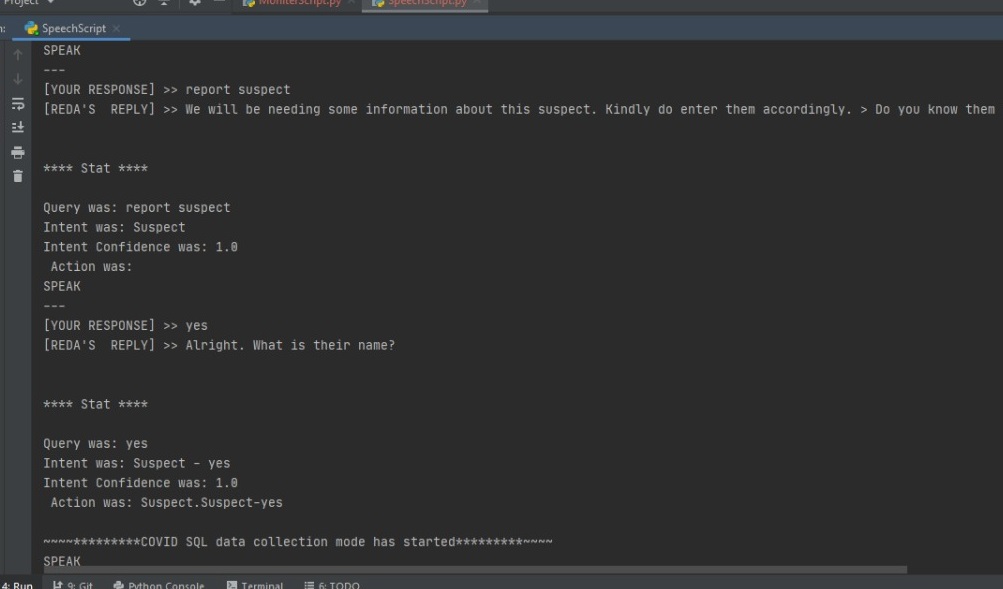 Project
MoniterScript.py
SpeechScript.py
SpeechScript
SPEAK
---
[YOUR RESPONSE] >> report suspect
[REDA'S  REPLY] >> We will be needing some information about this suspect. Kindly do enter them accordingly. > Do you know them
**** Stat ****
Query was: report suspect
Intent was: Suspect
Intent Confidence was: 1.0
Action was:
SPEAK
---
[YOUR RESPONSE] >> yes
[REDA'S  REPLY] >> Alright. What is their name?
**** Stat ****
Query was: yes
Intent was: Suspect - yes
Intent Confidence was: 1.0
Action was: Suspect.Suspect-yes
~~~~*********COVID SQL data collection mode has started*********~~~~
SPEAK
4: Run 9: Git Python Console Terminal 6: TODO